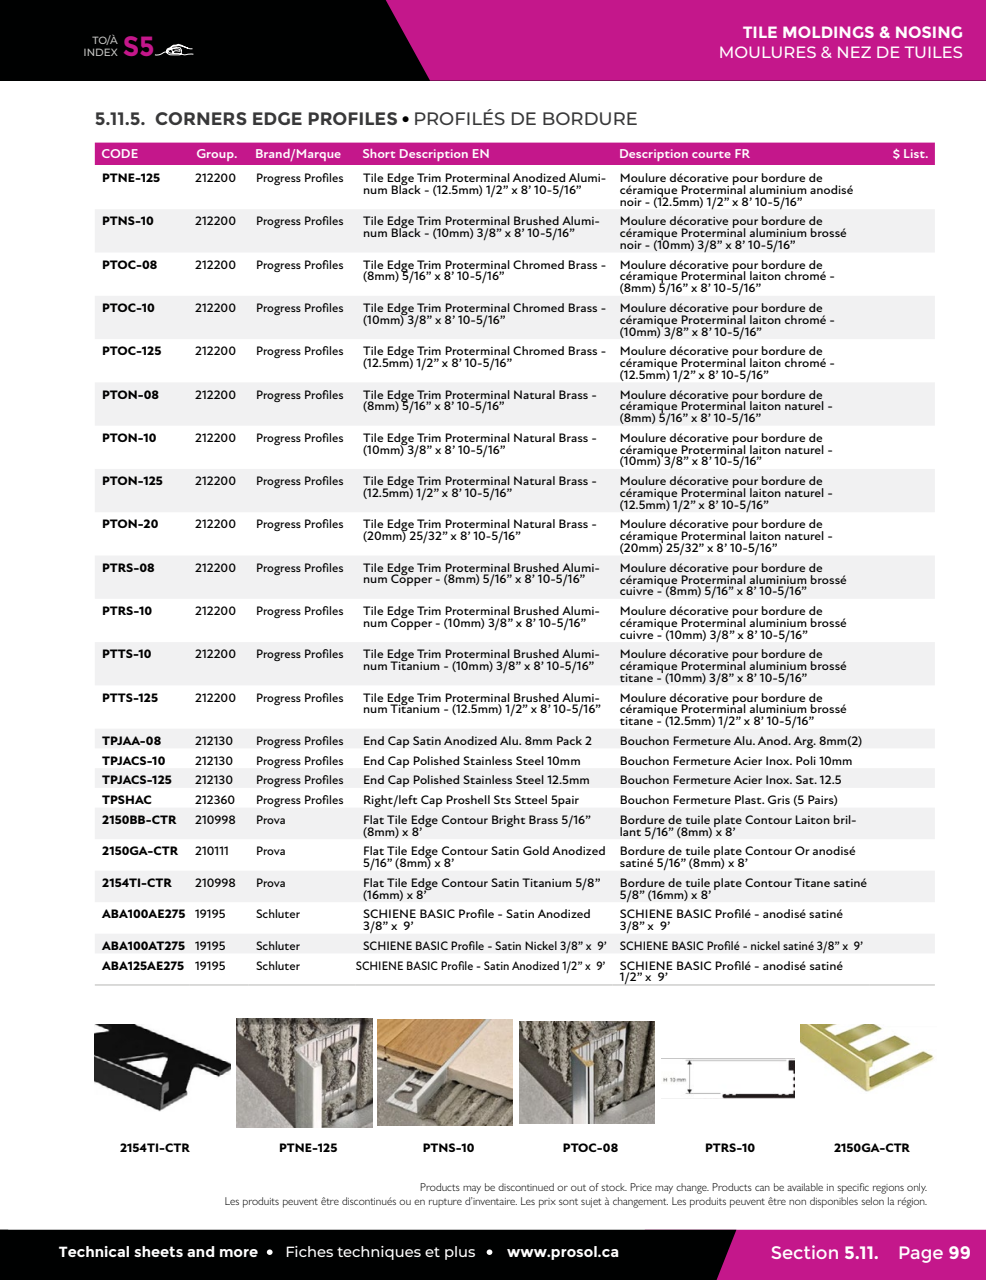 TO/À
INDEX S5
TILE MOLDINGS & NOSING
MOULURES & NEZ DE TUILES
5.11.5. CORNERS EDGE PROFILES • PROFILÉS DE BORDURE
CODE Group. Brand/Marque Short Description EN Description courte FR $ List.
PTNE-125 212200 Progress Profiles Tile Edge Trim Proterminal Anodized Alumi- Moulure décorative pour bordure de
num Black - (12.5mm) 1/2” x 8’ 10-5/16” céramique Proterminal aluminium anodisé
noir - (12.5mm) 1/2” x 8’ 10-5/16”
PTNS-10 212200 Progress Profiles Tile Edge Trim Proterminal Brushed Alumi- Moulure décorative pour bordure de
num Black - (10mm) 3/8” x 8’ 10-5/16” céramique Proterminal aluminium brossé
noir - (10mm) 3/8” x 8’ 10-5/16”
PTOC-08 212200 Progress Profiles Tile Edge Trim Proterminal Chromed Brass - Moulure décorative pour bordure de
(8mm) 5/16” x 8’ 10-5/16” céramique Proterminal laiton chromé -
(8mm) 5/16” x 8’ 10-5/16”
PTOC-10 212200 Progress Profiles Tile Edge Trim Proterminal Chromed Brass - Moulure décorative pour bordure de
(10mm) 3/8” x 8’ 10-5/16” céramique Proterminal laiton chromé -
(10mm) 3/8” x 8’ 10-5/16”
PTOC-125 212200 Progress Profiles Tile Edge Trim Proterminal Chromed Brass - Moulure décorative pour bordure de
(12.5mm) 1/2” x 8’ 10-5/16” céramique Proterminal laiton chromé -
(12.5mm) 1/2” x 8’ 10-5/16”
PTON-08 212200 Progress Profiles Tile Edge Trim Proterminal Natural Brass - Moulure décorative pour bordure de
(8mm) 5/16” x 8’ 10-5/16” céramique Proterminal laiton naturel -
(8mm) 5/16” x 8’ 10-5/16”
PTON-10 212200 Progress Profiles Tile Edge Trim Proterminal Natural Brass - Moulure décorative pour bordure de
(10mm) 3/8” x 8’ 10-5/16” céramique Proterminal laiton naturel -
(10mm) 3/8” x 8’ 10-5/16”
PTON-125 212200 Progress Profiles Tile Edge Trim Proterminal Natural Brass - Moulure décorative pour bordure de
(12.5mm) 1/2” x 8’ 10-5/16” céramique Proterminal laiton naturel -
(12.5mm) 1/2” x 8’ 10-5/16”
PTON-20 212200 Progress Profiles Tile Edge Trim Proterminal Natural Brass - Moulure décorative pour bordure de
(20mm) 25/32” x 8’ 10-5/16” céramique Proterminal laiton naturel -
(20mm) 25/32” x 8’ 10-5/16”
PTRS-08 212200 Progress Profiles Tile Edge Trim Proterminal Brushed Alumi- Moulure décorative pour bordure de
num Copper - (8mm) 5/16” x 8’ 10-5/16” céramique Proterminal aluminium brossé
cuivre - (8mm) 5/16” x 8’ 10-5/16”
PTRS-10 212200 Progress Profiles Tile Edge Trim Proterminal Brushed Alumi- Moulure décorative pour bordure de
num Copper - (10mm) 3/8” x 8’ 10-5/16” céramique Proterminal aluminium brossé
cuivre - (10mm) 3/8” x 8’ 10-5/16”
PTTS-10 212200 Progress Profiles Tile Edge Trim Proterminal Brushed Alumi- Moulure décorative pour bordure de
num Titanium - (10mm) 3/8” x 8’ 10-5/16” céramique Proterminal aluminium brossé
titane - (10mm) 3/8” x 8’ 10-5/16”
PTTS-125 212200 Progress Profiles Tile Edge Trim Proterminal Brushed Alumi- Moulure décorative pour bordure de
num Titanium - (12.5mm) 1/2” x 8’ 10-5/16” céramique Proterminal aluminium brossé
titane - (12.5mm) 1/2” x 8’ 10-5/16”
TPJAA-08 212130 Progress Profiles End Cap Satin Anodized Alu. 8mm Pack 2 Bouchon Fermeture Alu. Anod. Arg. 8mm(2)
TPJACS-10 212130 Progress Profiles End Cap Polished Stainless Steel 10mm Bouchon Fermeture Acier Inox. Poli 10mm
TPJACS-125 212130 Progress Profiles End Cap Polished Stainless Steel 12.5mm Bouchon Fermeture Acier Inox. Sat. 12.5
TPSHAC 212360 Progress Profiles Right/left Cap Proshell Sts Stteel 5pair Bouchon Fermeture Plast. Gris (5 Pairs)
2150BB-CTR 210998 Prova Flat Tile Edge Contour Bright Brass 5/16” Bordure de tuile plate Contour Laiton bril-
(8mm) x 8’ lant 5/16” (8mm) x 8’
2150GA-CTR 210111 Prova Flat Tile Edge Contour Satin Gold Anodized Bordure de tuile plate Contour Or anodisé
5/16” (8mm) x 8’ satiné 5/16” (8mm) x 8’
2154TI-CTR 210998 Prova Flat Tile Edge Contour Satin Titanium 5/8” Bordure de tuile plate Contour Titane satiné
(16mm) x 8’ 5/8” (16mm) x 8’
ABA100AE275 19195 Schluter SCHIENE BASIC Profile - Satin Anodized SCHIENE BASIC Profilé - anodisé satiné
3/8” x 9’ 3/8” x 9’
ABA100AT275 19195 Schluter SCHIENE BASIC Profile - Satin Nickel 3/8” x 9’ SCHIENE BASIC Profilé - nickel satiné 3/8” x 9’
ABA125AE275 19195 Schluter SCHIENE BASIC Profile - Satin Anodized 1/2” x 9’ SCHIENE BASIC Profilé - anodisé satiné
1/2” x 9’
H 10 mm
2154TI-CTR PTNE-125 PTNS-10 PTOC-08 PTRS-10 2150GA-CTR
Products may be discontinued or out of stock. Price may change. Products can be available in specific regions only.
Les produits peuvent être discontinués ou en rupture d’inventaire. Les prix sont sujet à changement. Les produits peuvent être non disponibles selon la région.
Technical sheets and more • Fiches techniques et plus • www.prosol.ca
Section 5.11. Page 99